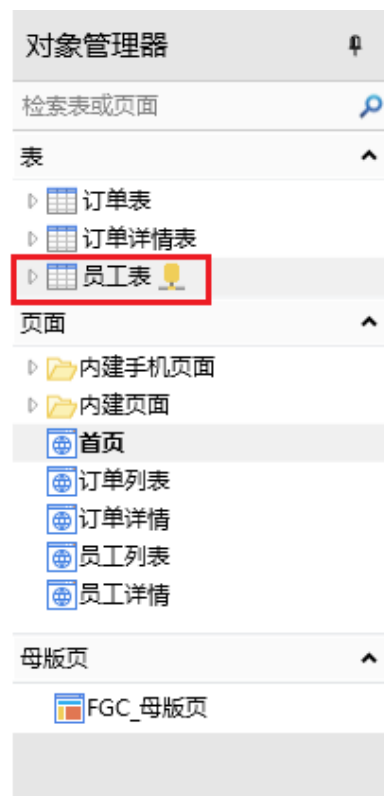 对象管理器
检索表或页面
表
订单表
订单详情表
员工表
页面
内建手机页面
内建页面
首页
订单列表
订单详情
员工列表
员工详情
母版页
FGC_母版页